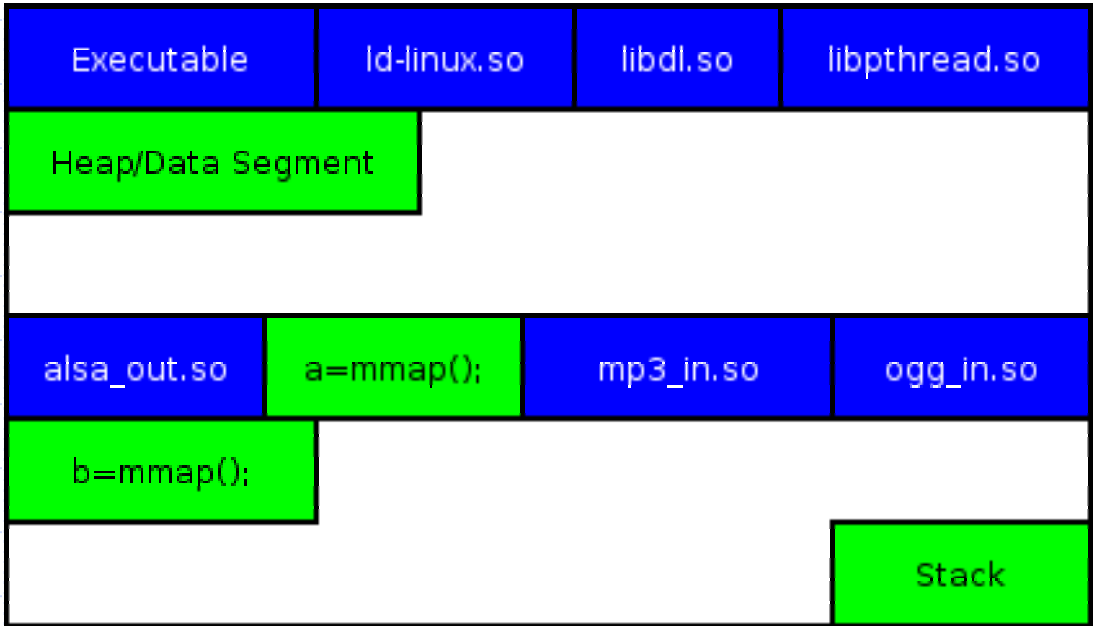 Executable ld-linux.so libdl.so libpthread.so
Heap/Data Segment
alsa_out.so a=mmap(); mp3_in.so ogg_in.so
b=mmap();
Stack